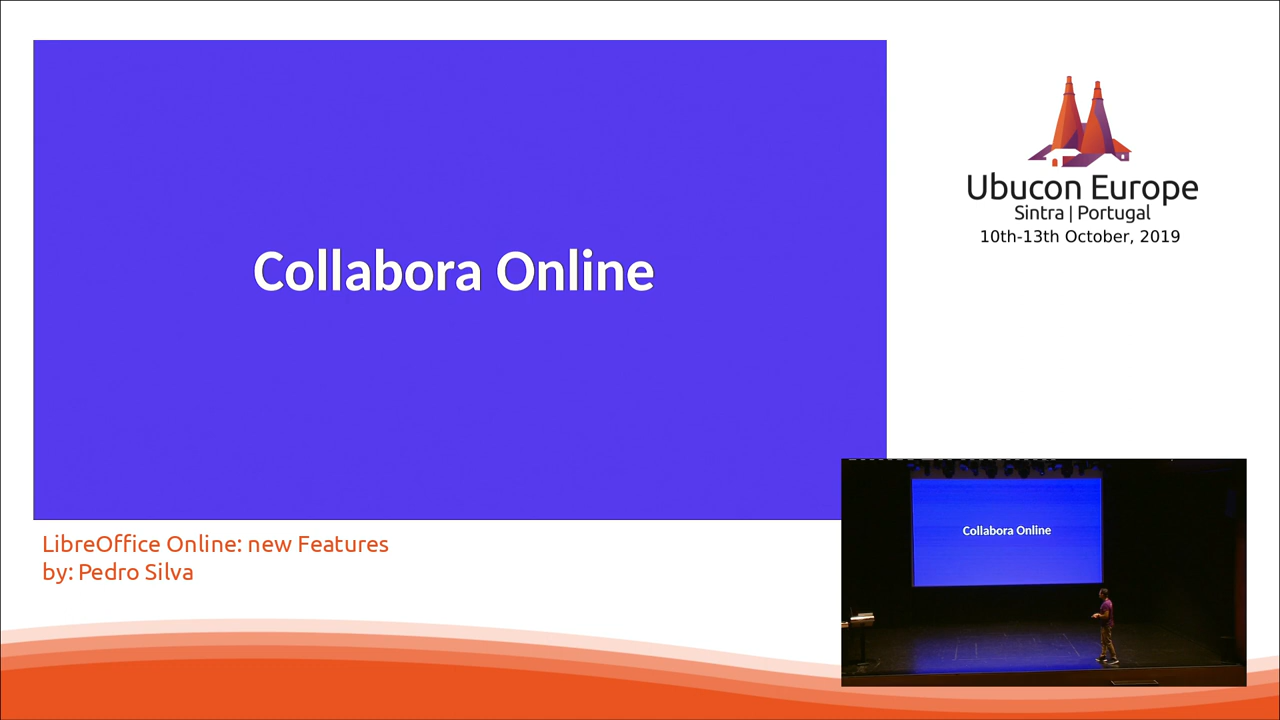 Collabora Online
Ubucon Europe
Sintra | Portugal
10th-13th October, 2019
Collabora Online
LibreOffice Online: new Features
by: Pedro Silva